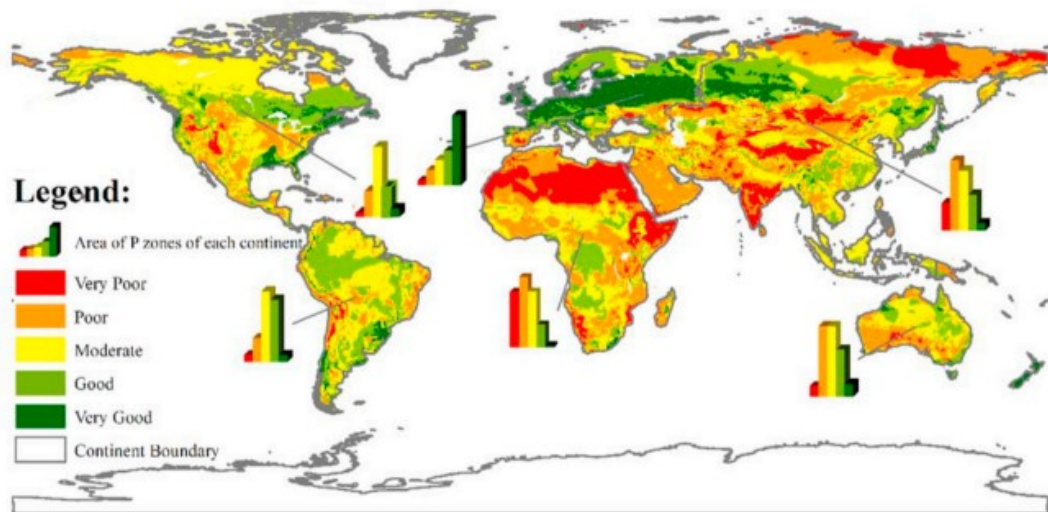 Legend:
Area of P zones of each continent
Very Poor
Poor
Moderate
Good
Very Good
Continent Boundary